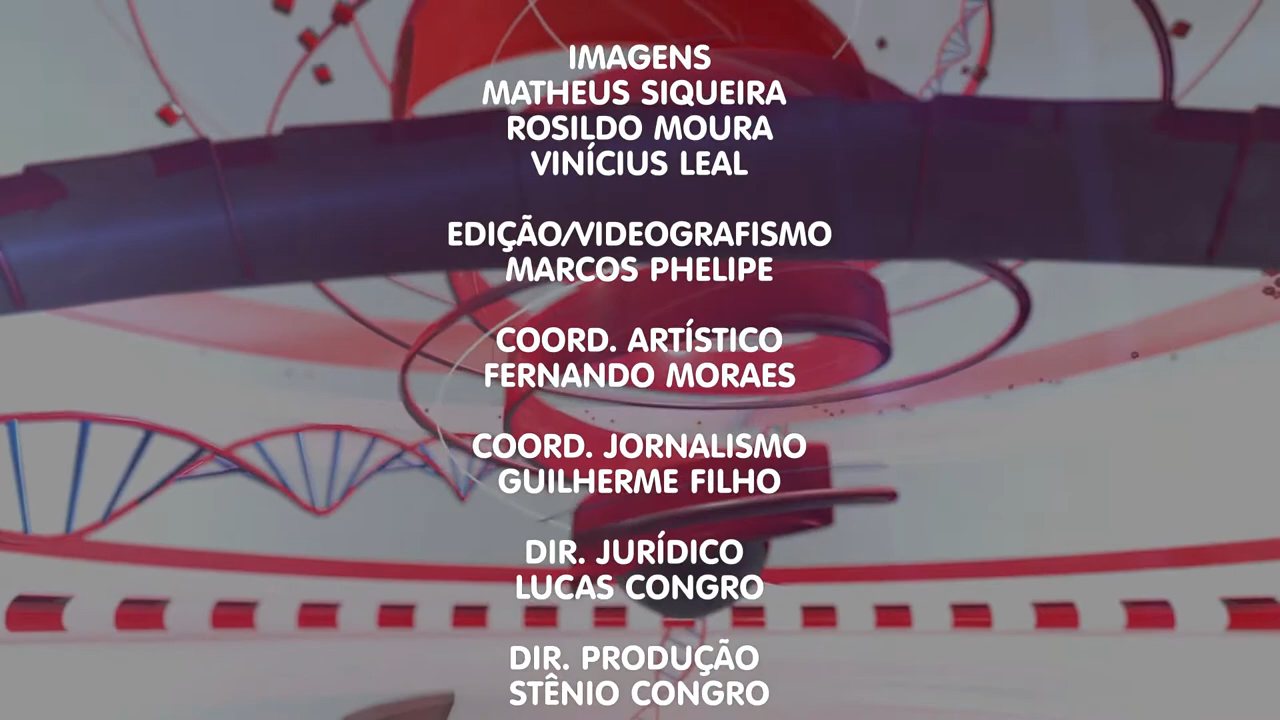 IMAGENS
MATHEUS SIQUEIRA
ROSILDO MOURA
VINÍCIUS LEAL
EDIÇÃO/VIDEOGRAFISMO
MARCOS PHELIPE
COORD. ARTÍSTICO
FERNANDO MORAES
COORD. JORNALISMO
GUILHERME FILHO
DIR. JURÍDICO
LUCAS CONGRO
DIR. PRODUÇÃO
STÊNIO CONGRO